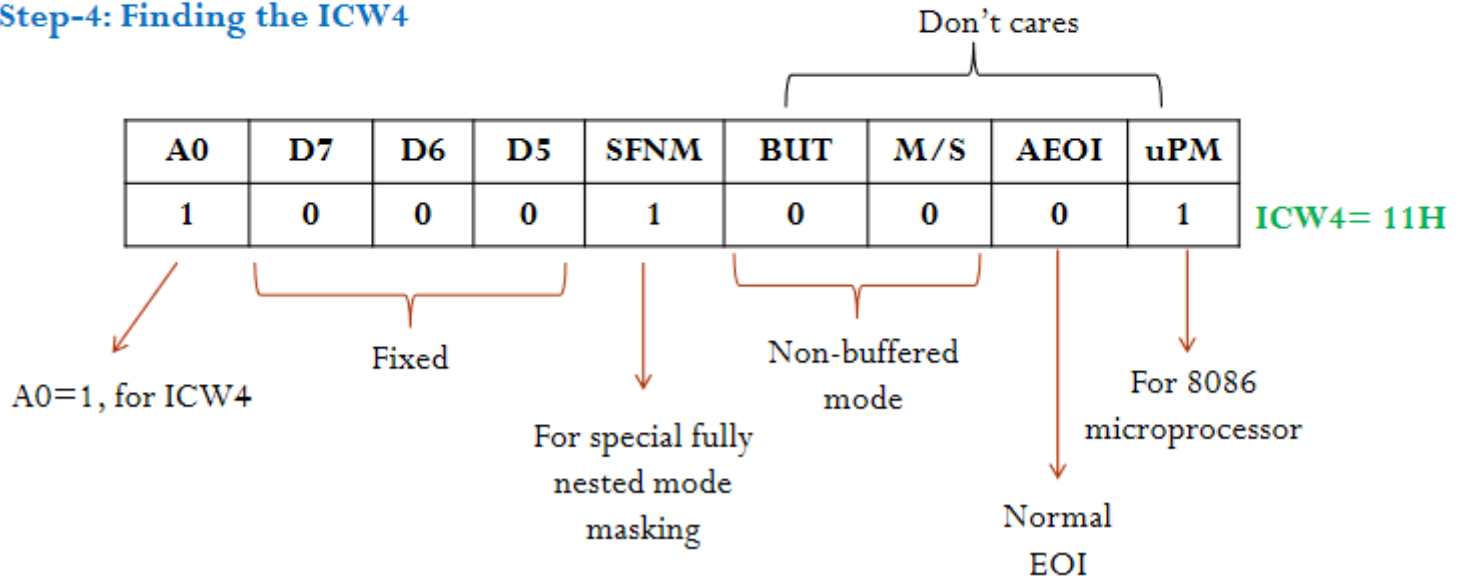 Step-4: Finding the ICW4
Don't cares
A0 D7 D6 D5 SFNM BUT M/S AEOI uPM
1 0 0 0 1 0 0 0 1
ICW4= 11H
A0=1, for ICW4
Fixed
For special fully
nested mode
masking
Non-buffered
mode
Normal
EOI
For 8086
microprocessor